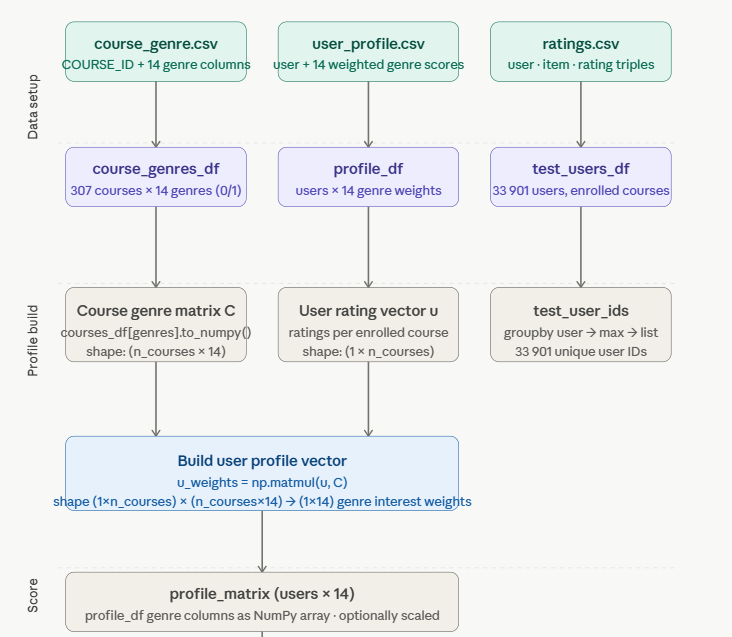 Data setup
course_genre.csv
COURSE_ID + 14 genre columns
user_profile.csv
user + 14 weighted genre scores
ratings.csv
user · item · rating triples
course_genres_df
307 courses × 14 genres (0/1)
profile_df
users × 14 genre weights
test_users_df
33 901 users, enrolled courses
Profile build
Course genre matrix C
courses_df[genres].to_numpy()
shape: (n_courses × 14)
User rating vector u
ratings per enrolled course
shape: (1 × n_courses)
test_user_ids
groupby user → max → list
33 901 unique user IDs
Build user profile vector
u_weights = np.matmul(u, C)
shape (1×n_courses) × (n_courses×14) → (1×14) genre interest weights
Score
profile_matrix (users × 14)
profile_df genre columns as NumPy array · optionally scaled